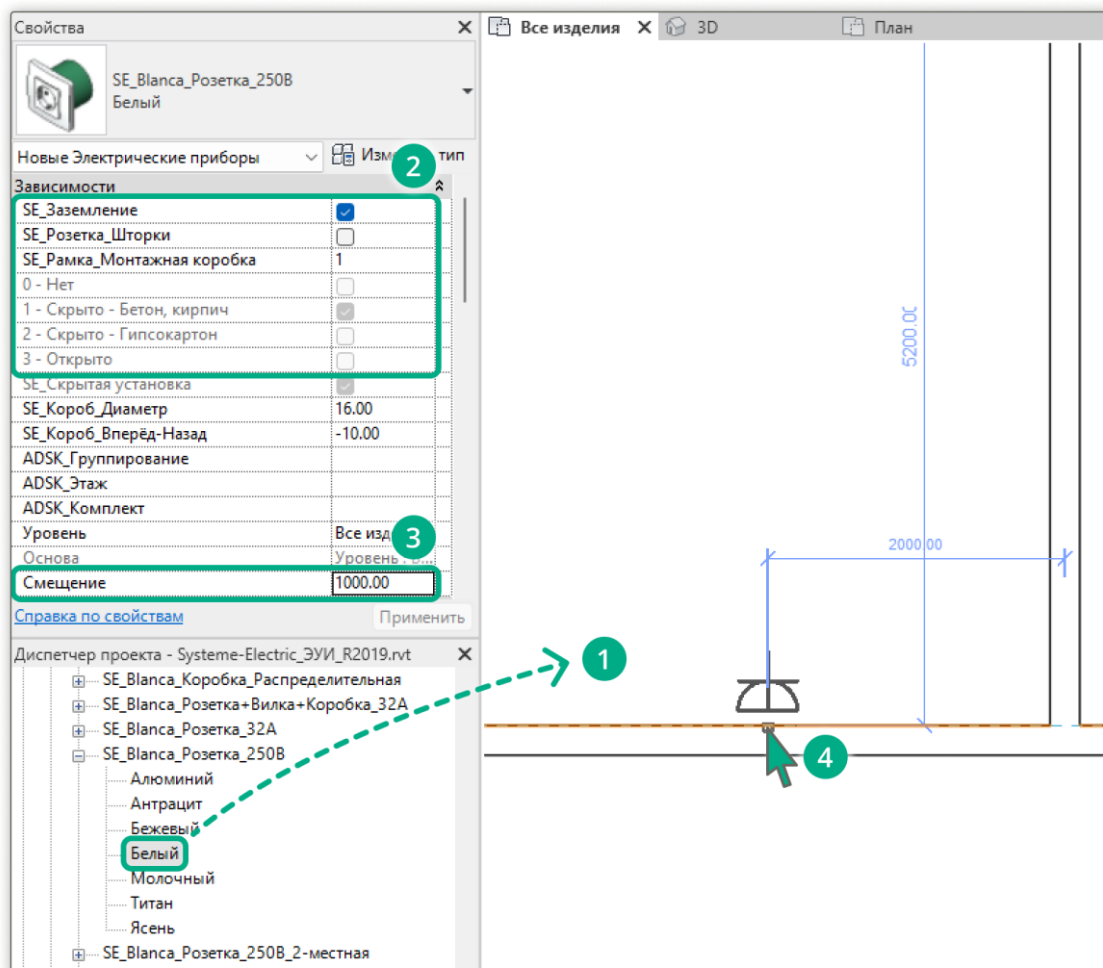 Свойства
Все изделия
3D
План
SE_Blanca_Розетка_250В
Белый
Новые Электрические приборы
тип
2
Зависимости
SE_Заземление
SE_Розетка_Шторки
SE_Рамка_Монтажная коробка 1
0 - Нет
1 - Скрыто - Бетон, кирпич
2 - Скрыто - Гипсокартон
3 - Открыто
SE_Скрытая установка
SE_Короб_Диаметр 16.00
SE_Короб_Вперёд-Назад -10.00
ADSK_Группирование
ADSK_Этаж
ADSK_Комплект
Уровень Все изд
3
Основа Уровень
Смещение 1000.00
Справка по свойствам Применить
5200.00
2000.00
Диспетчер проекта - Systeme-Electric_ЭУИ_R2019.rvt
1
SE_Blanca_Коробка_Распределительная
SE_Blanca_Розетка+Вилка+Коробка_32А
SE_Blanca_Розетка_32А
SE_Blanca_Розетка_250В
4
Алюминий
Антрацит
Бежевый
Белый
Молочный
Титан
Ясень
SE_Blanca_Розетка_250В_2-местная